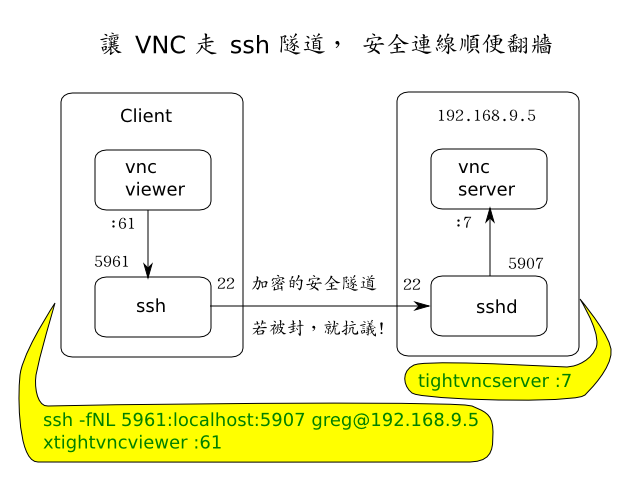 讓 VNC 走 ssh 隧道， 安全連線順便翻牆
Client
192.168.9.5
vnc
viewer
vnc
server
:61
:7
5961
5907
22
加密的安全隧道
22
ssh
sshd
若被封，就抗議!
tightvncserver :7
ssh -fNL 5961:localhost:5907 greg@192.168.9.5
xtightvncviewer :61